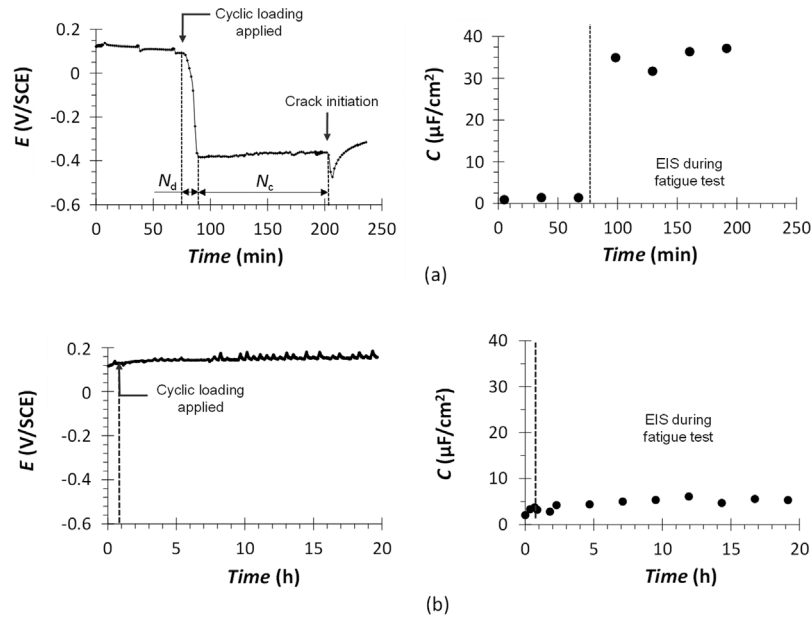 Cyclic loading
applied
Crack initiation
0.2
0
-0.2
-0.4
-0.6
E (V/SCE)
N_d
N_c
0 50 100 150 200 250
Time (min)
40
30
20
10
0
C (µF/cm²)
EIS during
fatigue test
0 50 100 150 200 250
Time (min)
(a)
0.2
0
-0.2
-0.4
-0.6
E (V/SCE)
Cyclic loading
applied
0 5 10 15 20
Time (h)
40
30
20
10
0
C (µF/cm²)
EIS during
fatigue test
0 5 10 15 20
Time (h)
(b)